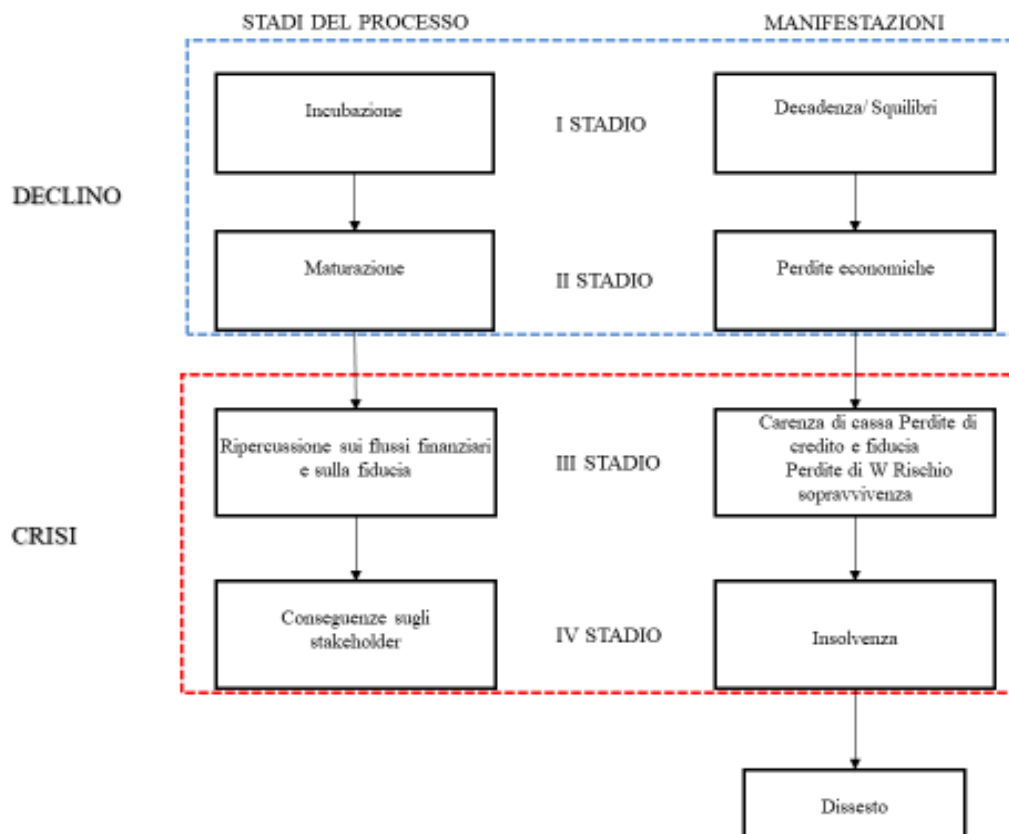 STADI DEL PROCESSO
MANIFESTAZIONI
Incubazione
I STADIO
Decadenza/ Squilibri
DECLINO
Maturazione
II STADIO
Perdite economiche
Ripercussione sui flussi finanziari
e sulla fiducia
III STADIO
Carenza di cassa Perdite di
credito e fiducia
Perdite di W Rischio
sopravvivenza
CRISI
Conseguenze sugli
stakeholder
IV STADIO
Insolvenza
Dissesto